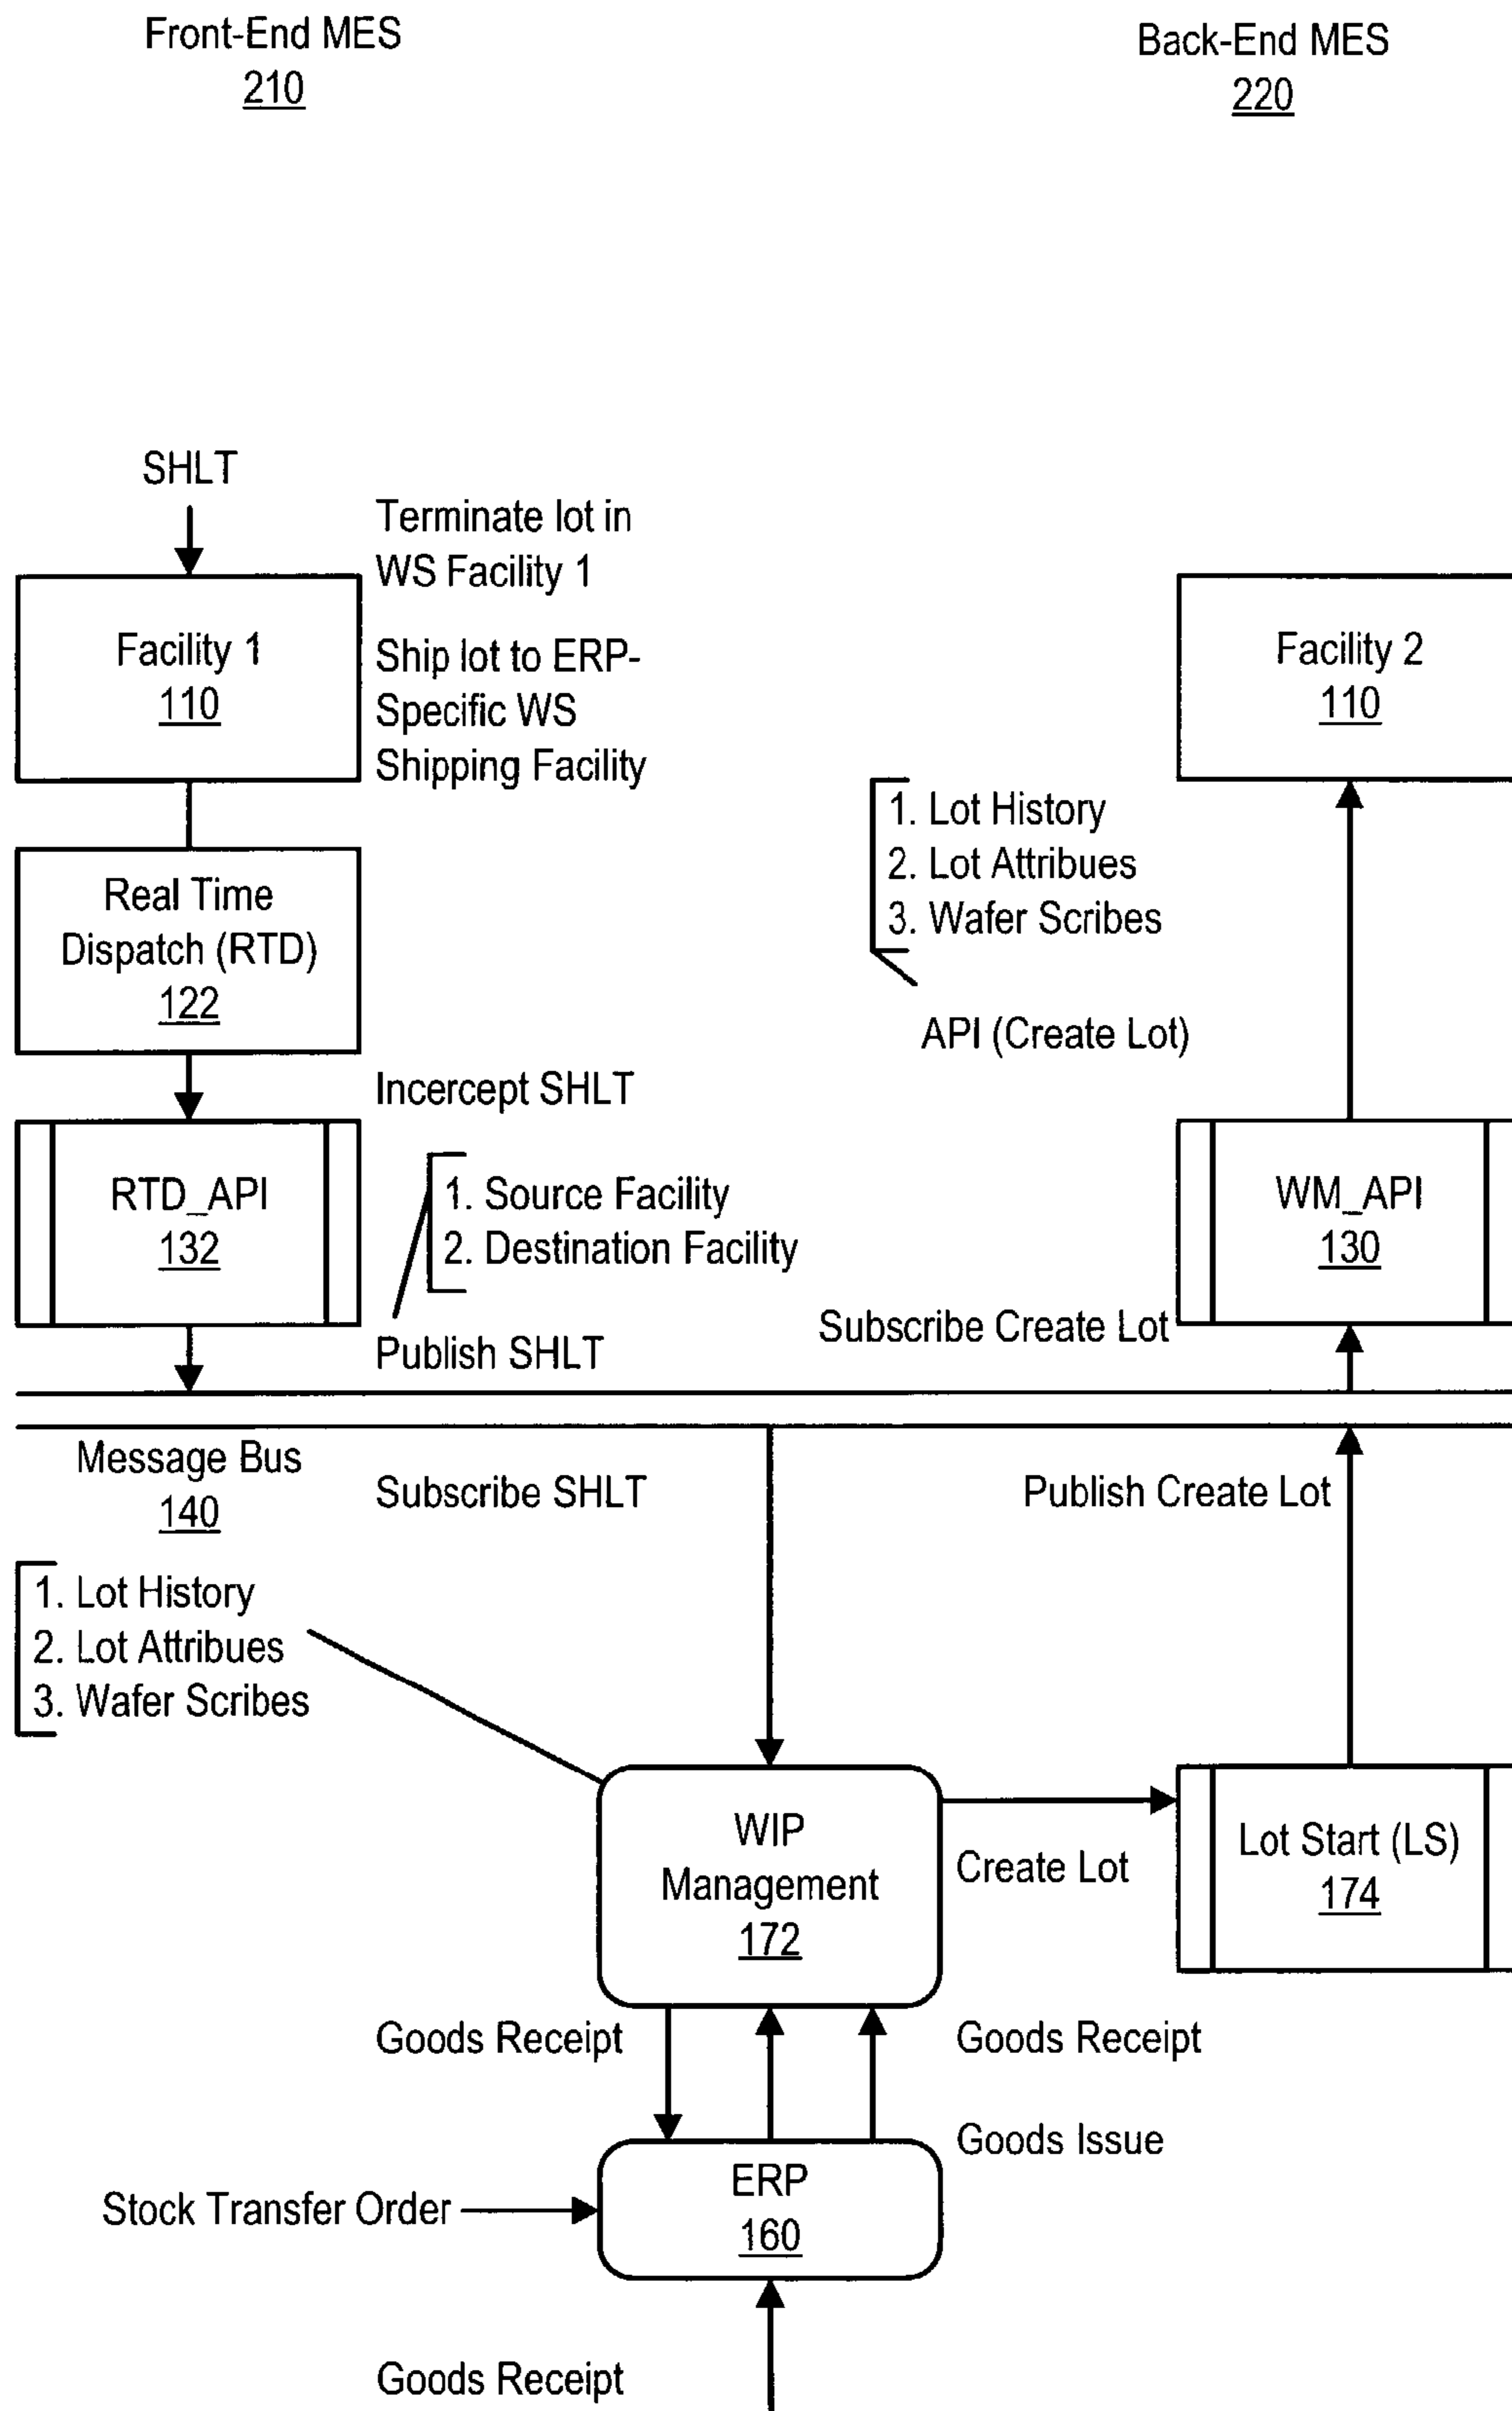 Front-End MES
210
Back-End MES
220
SHLT
Terminate lot in
WS Facility 1
Facility 1
110
Ship lot to ERP-
Specific WS
Shipping Facility
Facility 2
110
Real Time
Dispatch (RTD)
122
1. Lot History
2. Lot Attribues
3. Wafer Scribes
API (Create Lot)
Incercept SHLT
RTD_API
132
1. Source Facility
2. Destination Facility
WM_API
130
Publish SHLT
Subscribe Create Lot
Message Bus
140
Subscribe SHLT
Publish Create Lot
1. Lot History
2. Lot Attribues
3. Wafer Scribes
WIP
Management
172
Create Lot
Lot Start (LS)
174
Goods Receipt
Goods Receipt
Goods Issue
Stock Transfer Order
ERP
160
Goods Receipt